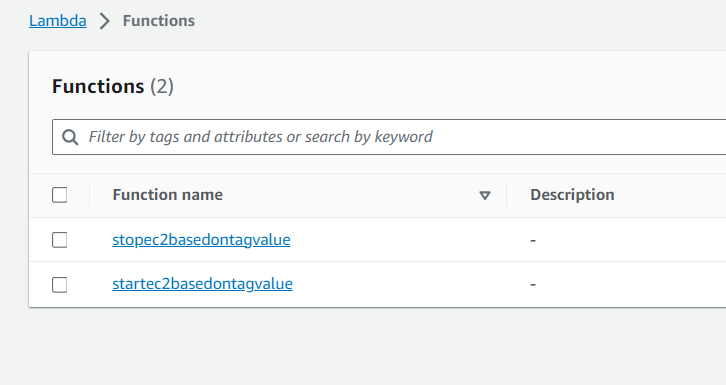 Lambda > Functions
Functions (2)
Filter by tags and attributes or search by keyword
Function name Description
stopec2basedontagvalue -
startec2basedontagvalue -